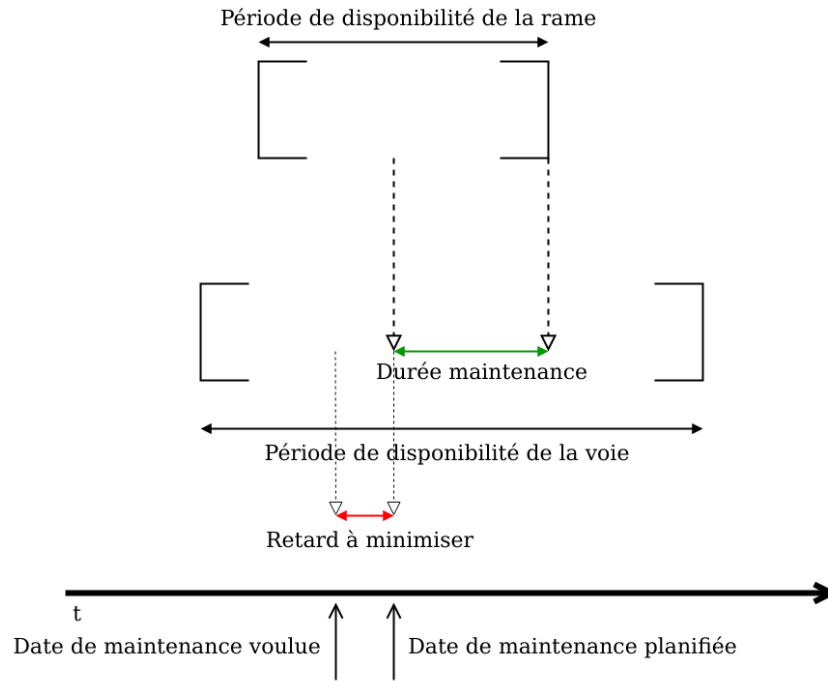 Période de disponibilité de la rame
Durée maintenance
Période de disponibilité de la voie
Retard à minimiser
t
Date de maintenance voulue
Date de maintenance planifiée